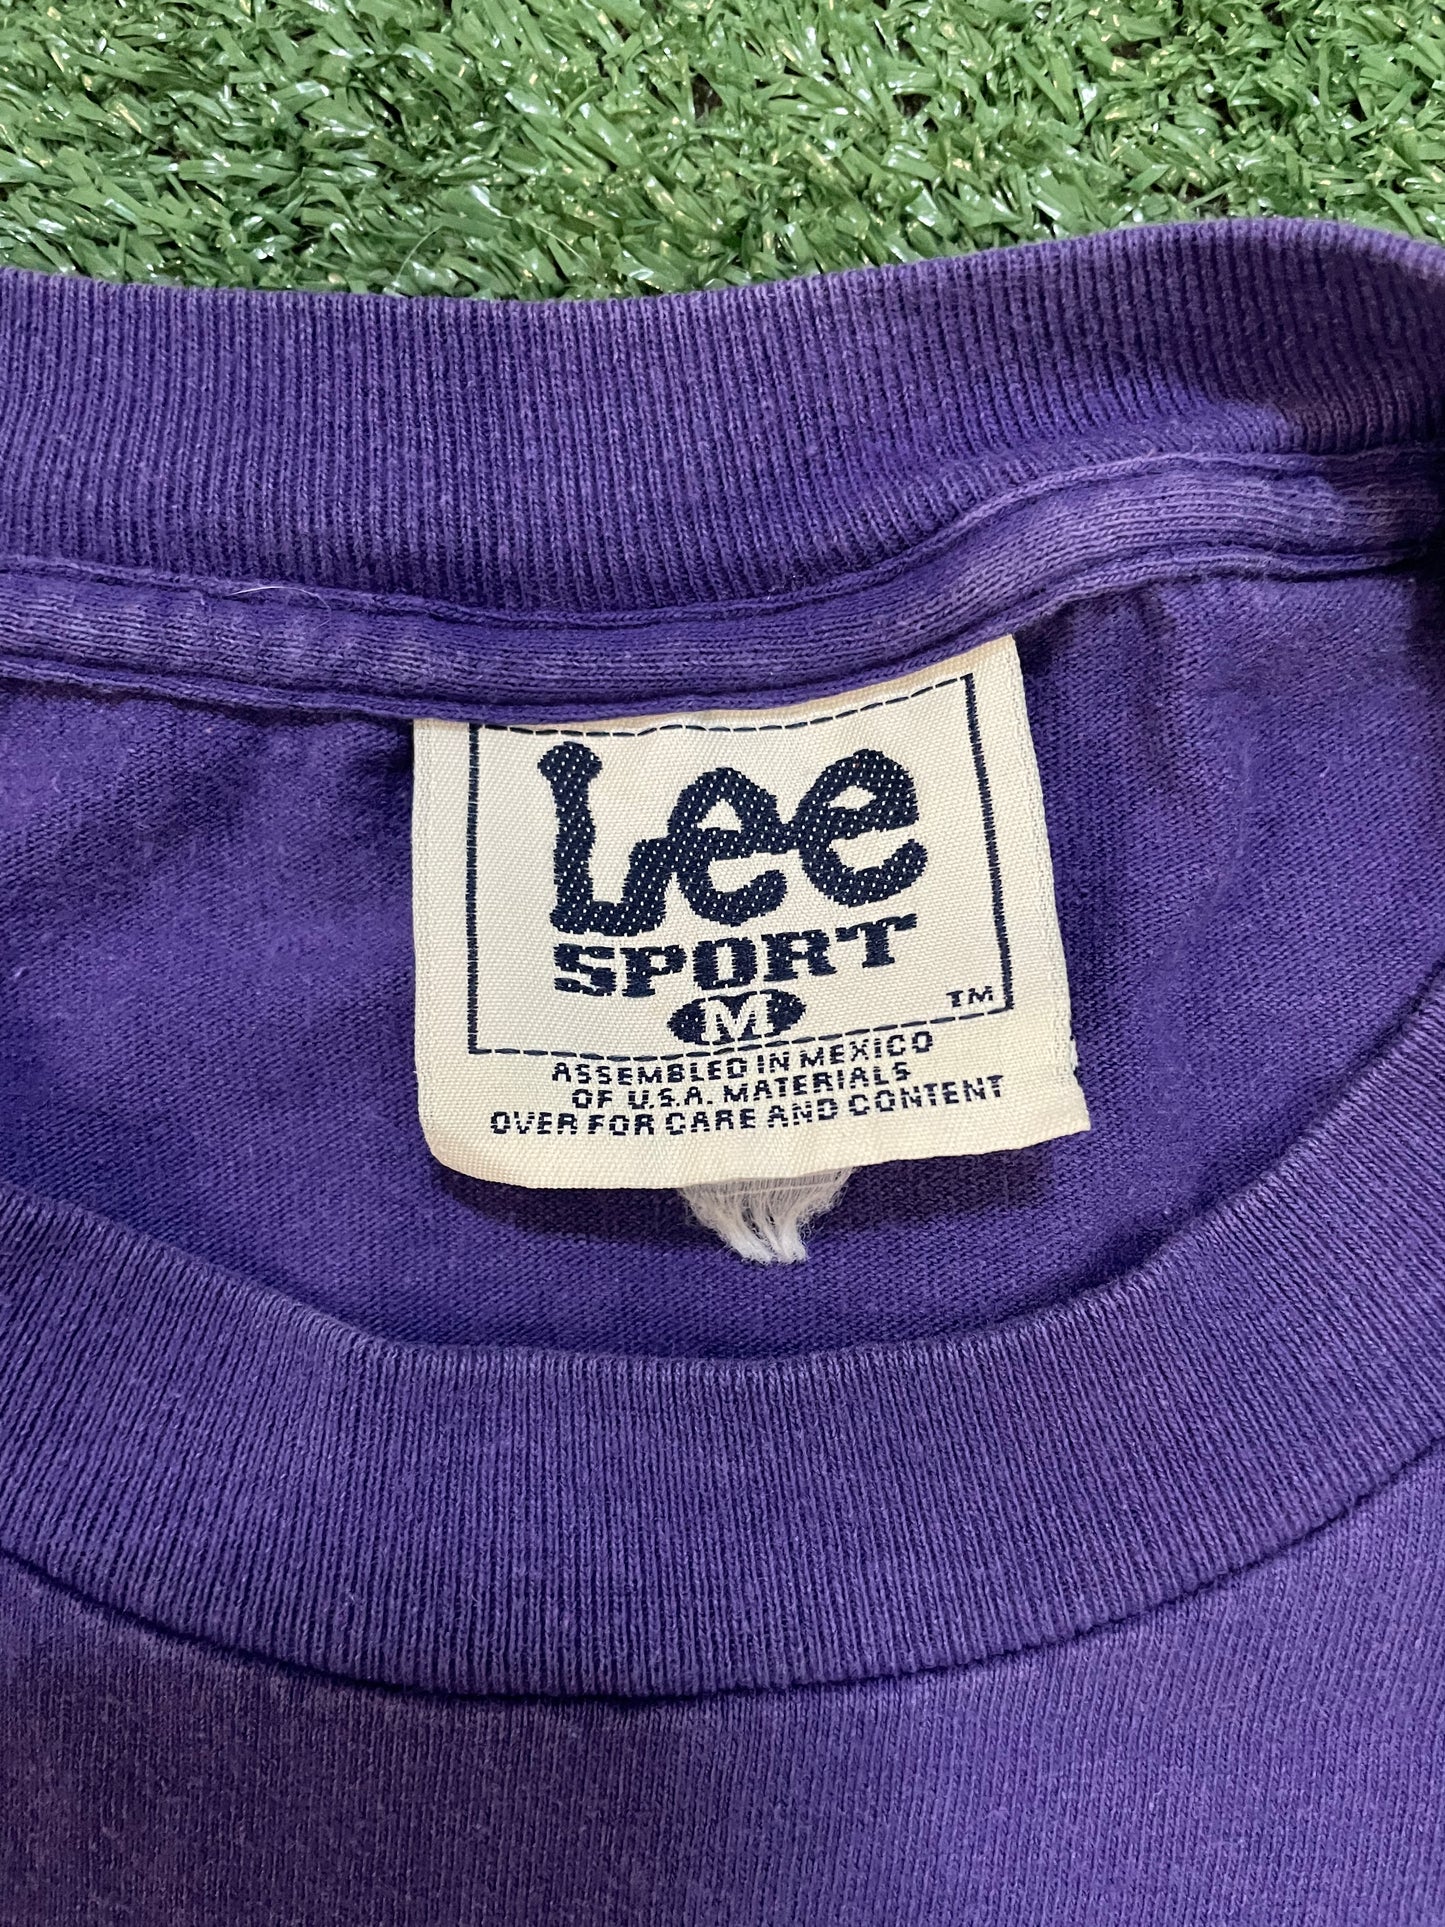 Lee
SPORT
M
TM
ASSEMBLED IN MEXICO
OF U.S.A. MATERIALS
OVER FOR CARE AND CONTENT